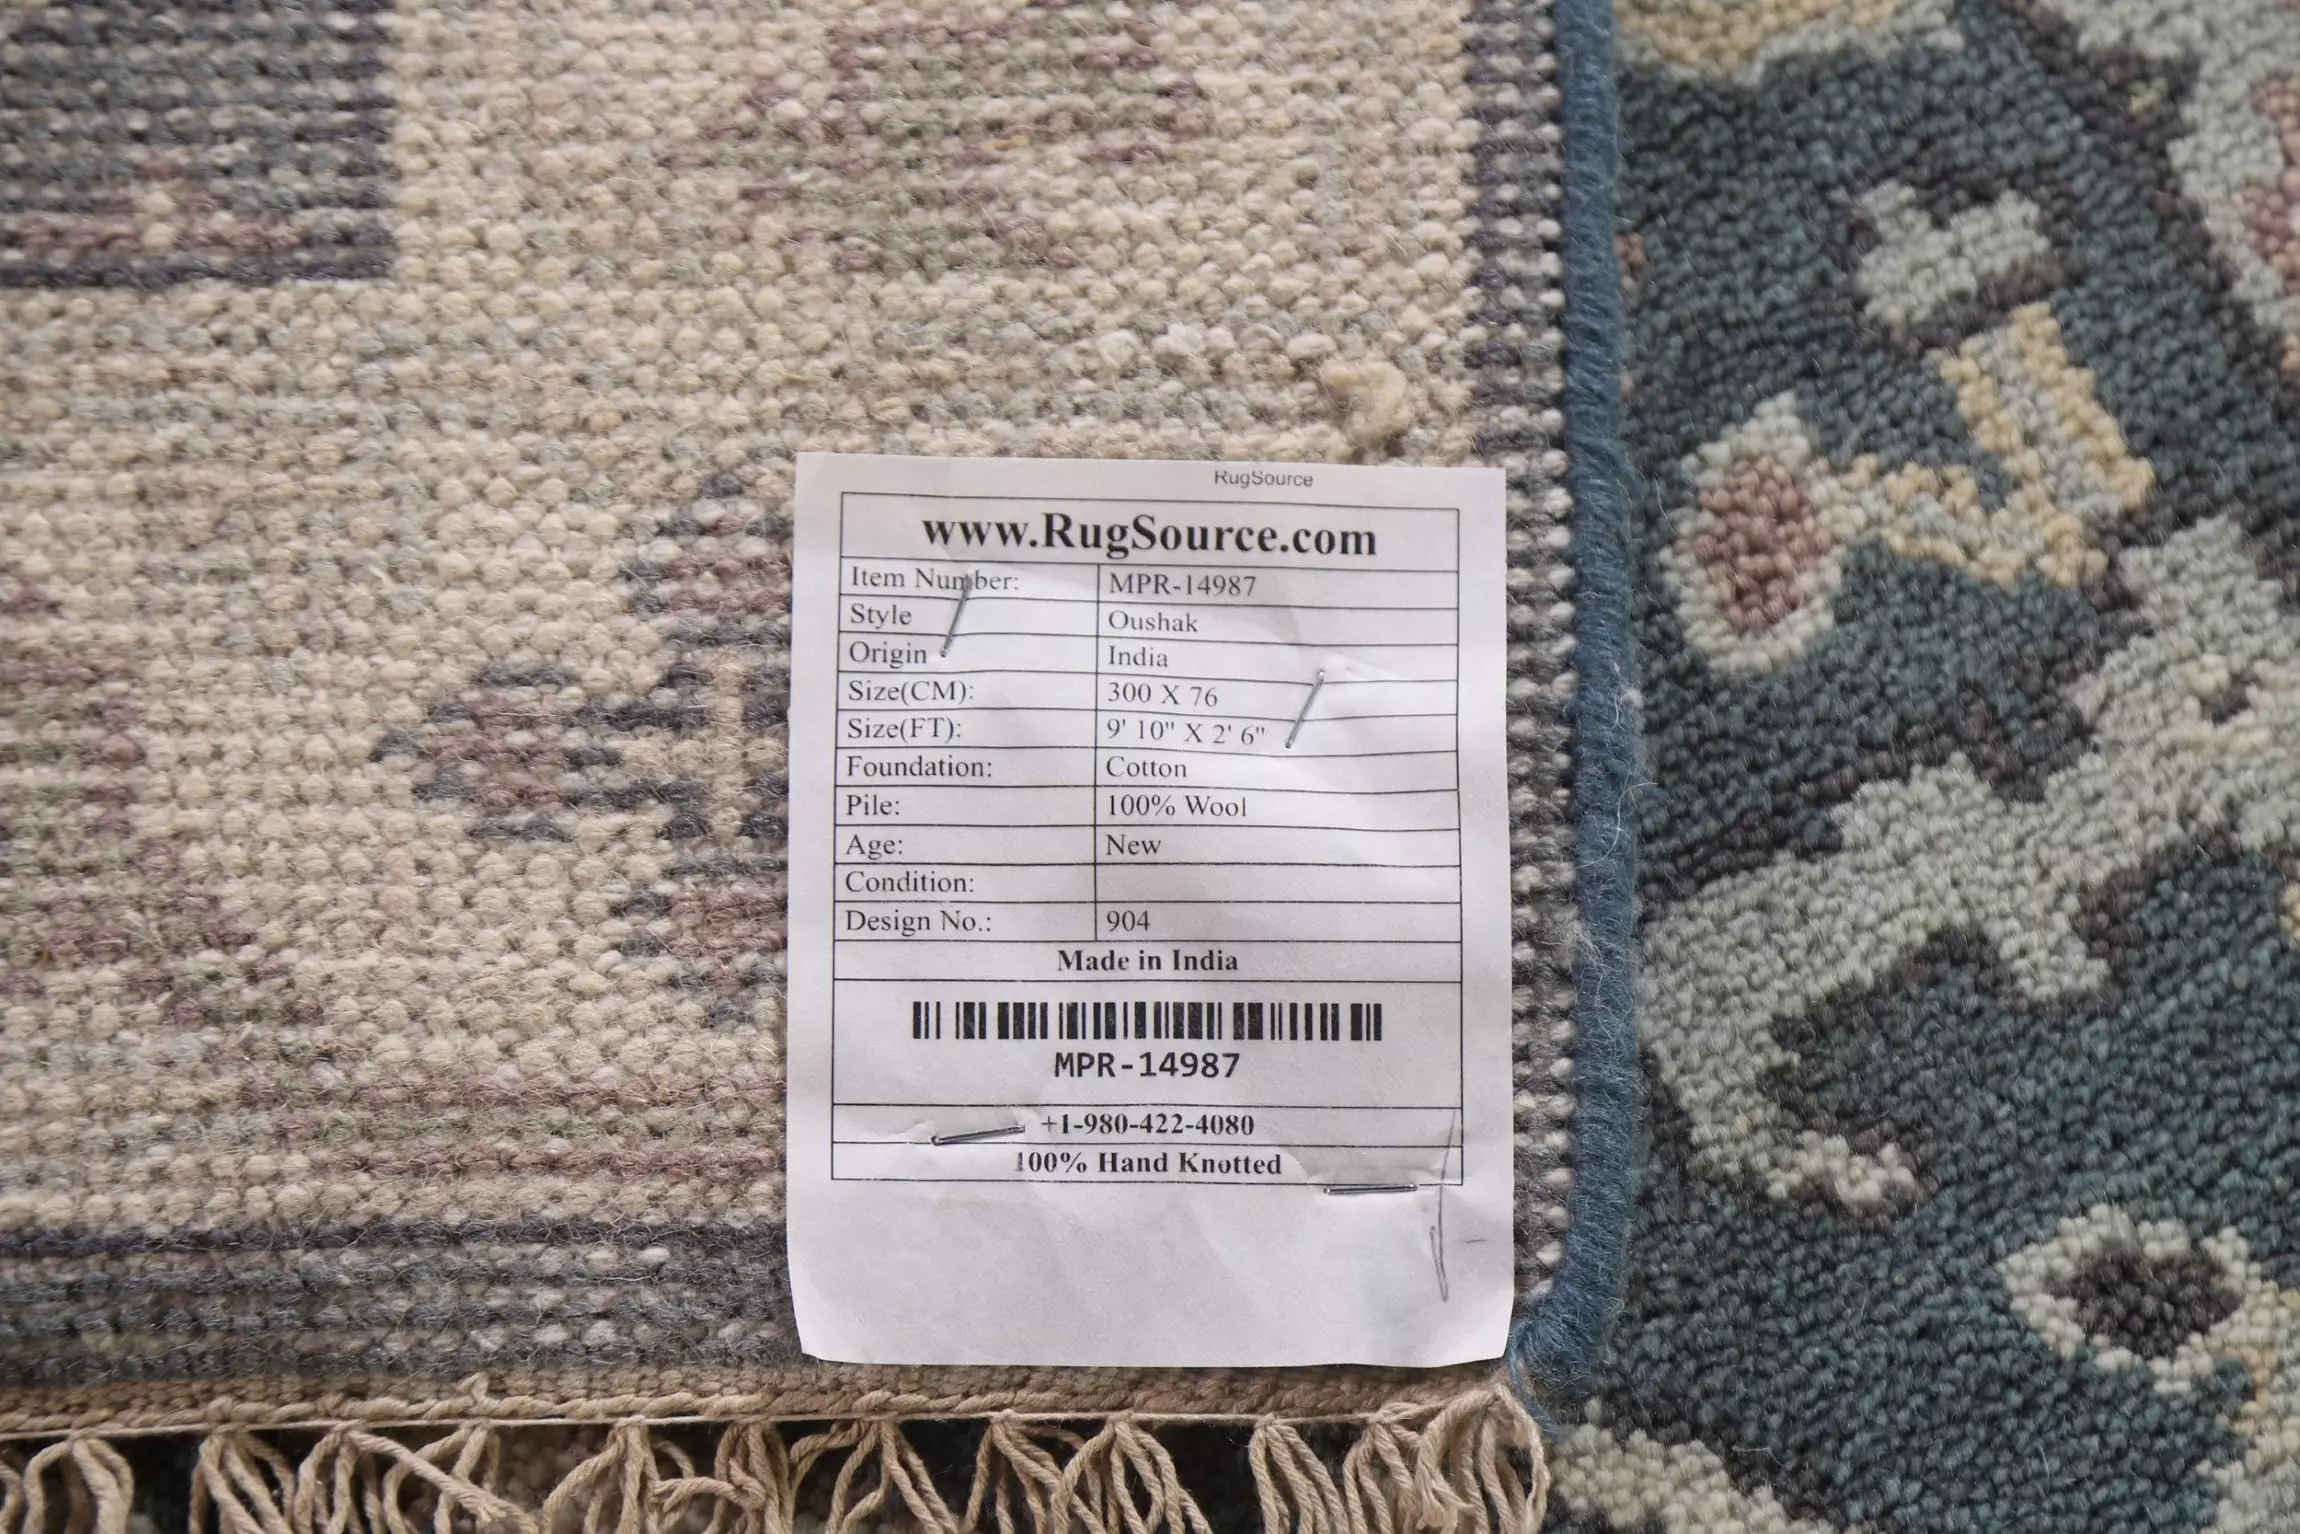 RugSource
www.RugSource.com
Item Number: MPR-14987
Style Oushak
Origin India
Size(CM): 300 X 76
Size(FT): 9' 10" X 2' 6"
Foundation: Cotton
Pile: 100% Wool
Age: New
Condition:
Design No.: 904
Made in India
MPR-14987
+1-980-422-4080
100% Hand Knotted